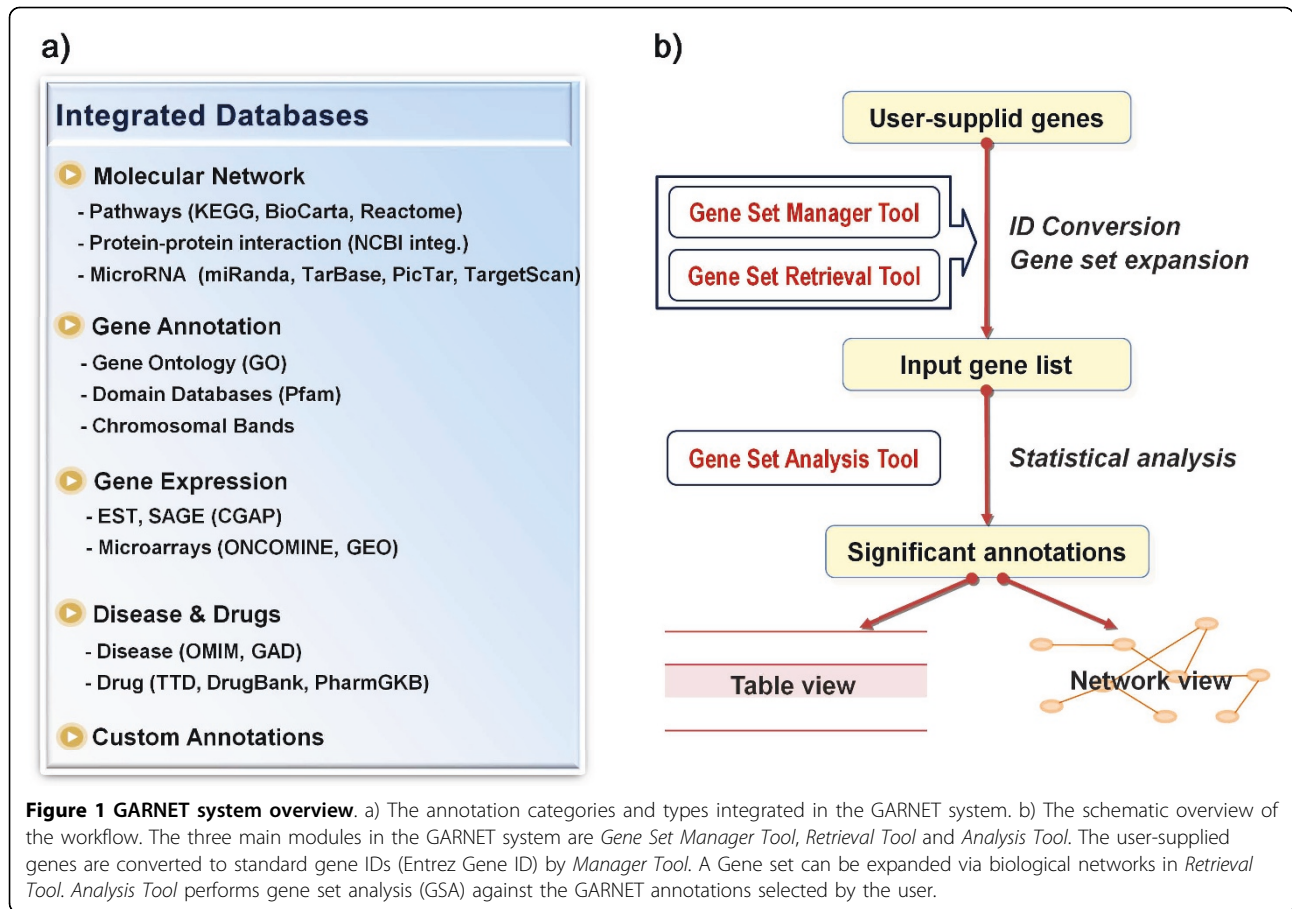 a)
Integrated Databases
Molecular Network
- Pathways (KEGG, BioCarta, Reactome)
- Protein-protein interaction (NCBI integ.)
- MicroRNA (miRanda, TarBase, PicTar, TargetScan)
Gene Annotation
- Gene Ontology (GO)
- Domain Databases (Pfam)
- Chromosomal Bands
Gene Expression
- EST, SAGE (CGAP)
- Microarrays (ONCOMINE, GEO)
Disease & Drugs
- Disease (OMIM, GAD)
- Drug (TTD, DrugBank, PharmGKB)
Custom Annotations
b)
User-supplid genes
Gene Set Manager Tool
Gene Set Retrieval Tool
ID Conversion
Gene set expansion
Input gene list
Gene Set Analysis Tool
Statistical analysis
Significant annotations
Table view
Network view
Figure 1 GARNET system overview. a) The annotation categories and types integrated in the GARNET system. b) The schematic overview of
the workflow. The three main modules in the GARNET system are Gene Set Manager Tool, Retrieval Tool and Analysis Tool. The user-supplied
genes are converted to standard gene IDs (Entrez Gene ID) by Manager Tool. A Gene set can be expanded via biological networks in Retrieval
Tool. Analysis Tool performs gene set analysis (GSA) against the GARNET annotations selected by the user.